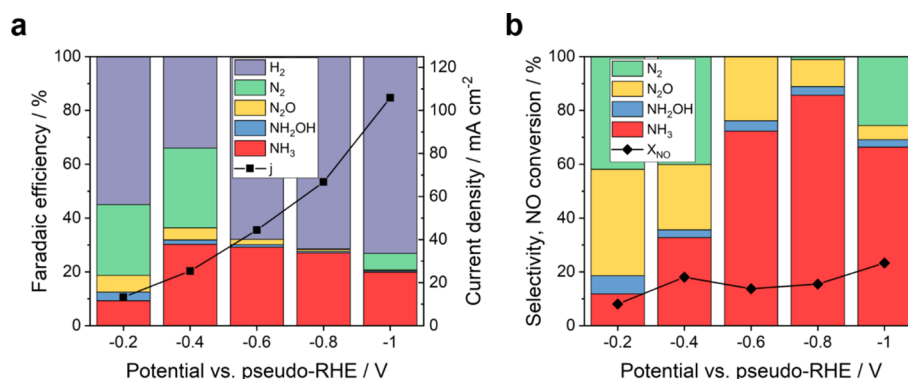 a
Faradaic efficiency / %
100
80
60
40
20
0
H₂
N₂
N₂O
NH₂OH
NH₃
j
120
100
80
60
40
20
0
Current density / mA cm⁻²
-0.2 -0.4 -0.6 -0.8 -1
Potential vs. pseudo-RHE / V
b
Selectivity, NO conversion / %
100
80
60
40
20
0
N₂
N₂O
NH₂OH
NH₃
X_NO
-0.2 -0.4 -0.6 -0.8 -1
Potential vs. pseudo-RHE / V